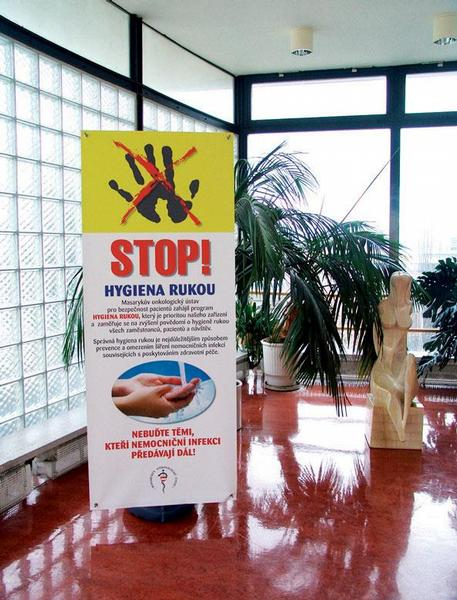 STOP!
HYGIENA RUKOU
Masarykův onkologický ústav
pro bezpečnost pacientů zahájil program
HYGIENA RUKOU, který je prioritou našeho zařízení
a zaměřuje se na zvýšení povědomí o hygieně rukou
všech zaměstnanců, pacientů a návštěv.
Správná hygiena rukou je nejdůležitějším způsobem
prevence a omezením šíření nemocničních infekcí
souvisejících s poskytováním zdravotní péče.
NEBUĎTE TĚMI,
KTEŘÍ NEMOCNIČNÍ INFEKCI
PŘEDÁVAJÍ DÁL!